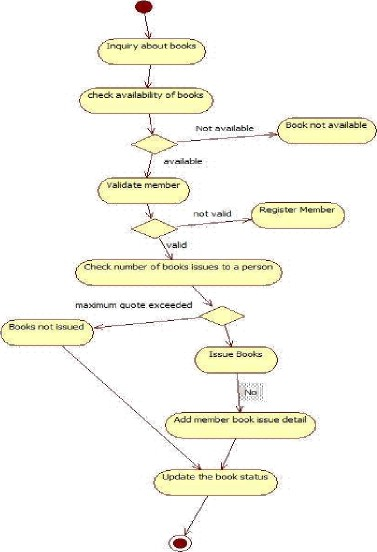 Inquiry about books
check availability of books
Not available
Book not available
available
Validate member
not valid
Register Member
valid
Check number of books issues to a person
maximum quote exceeded
Books not issued
Issue Books
No
Add member book issue detail
Update the book status